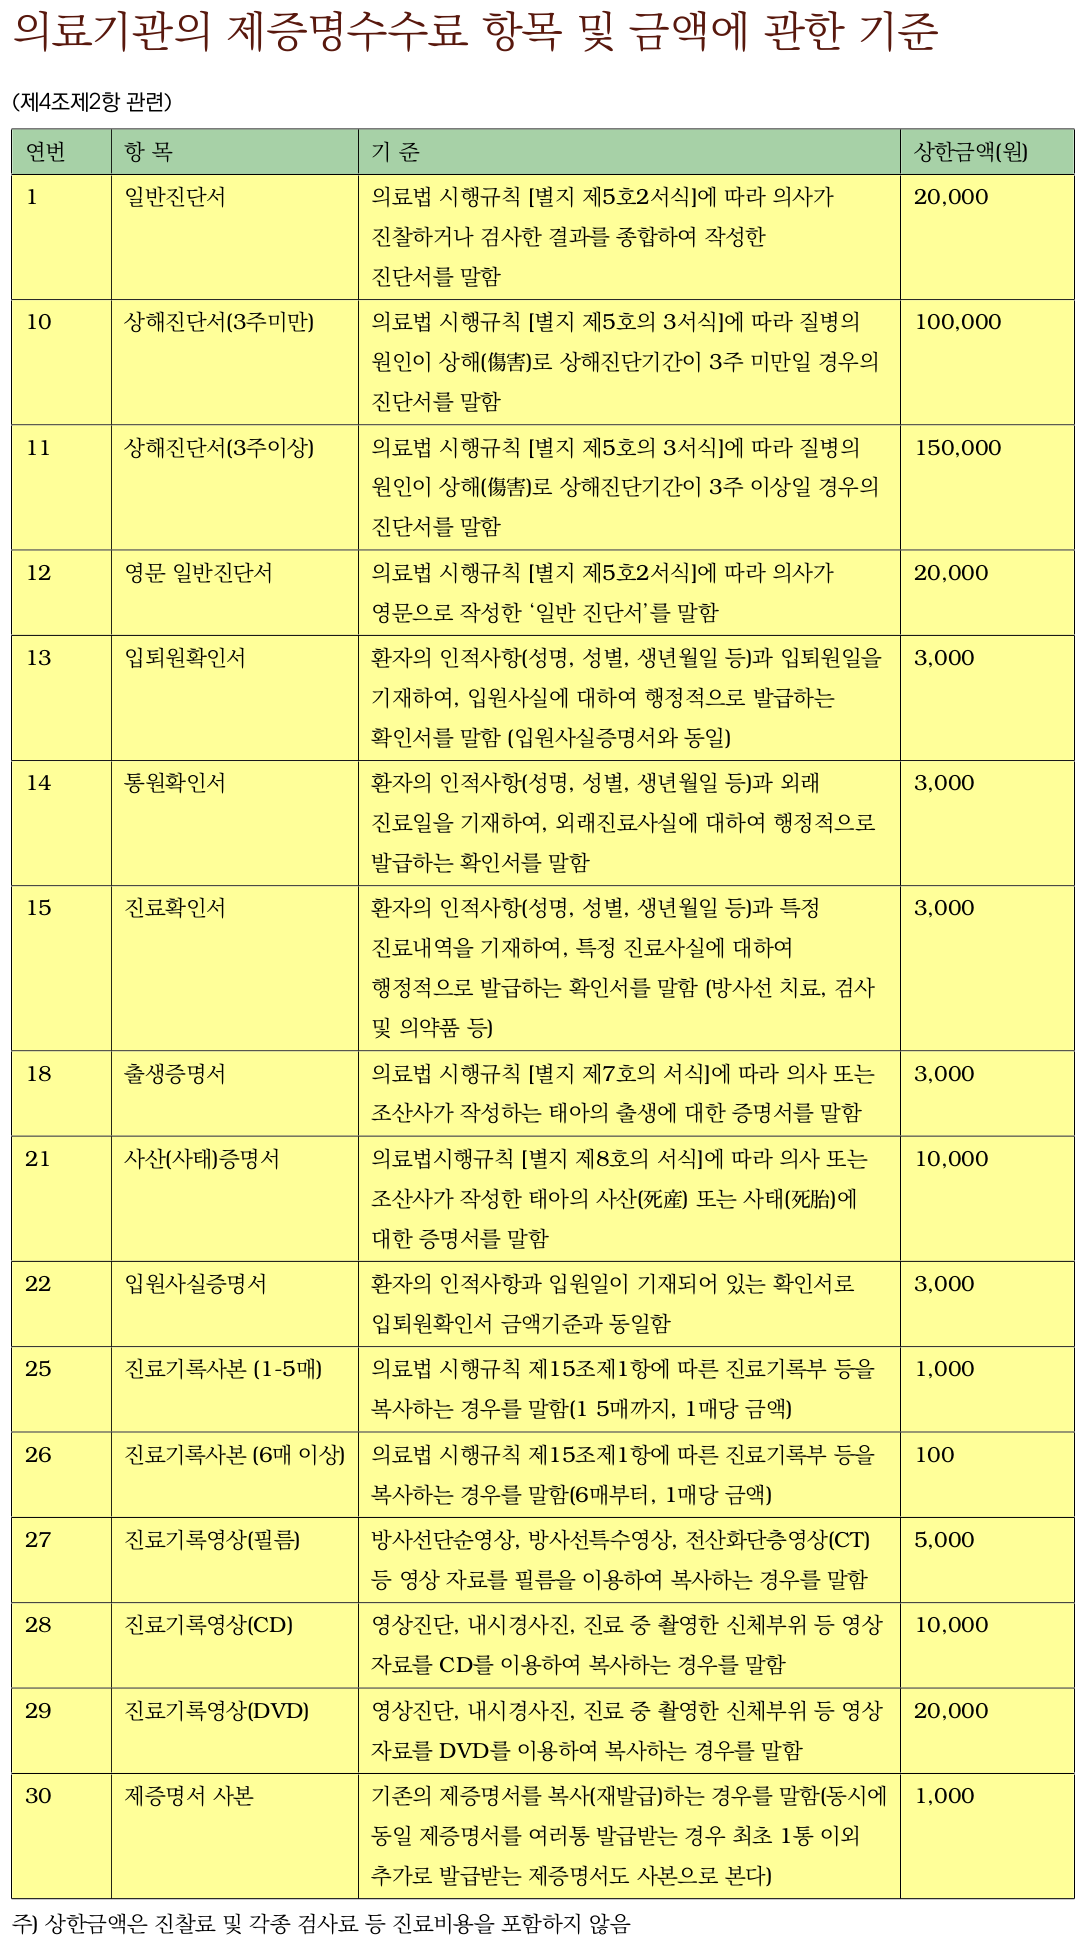 의료기관의 제증명수수료 항목 및 금액에 관한 기준
(제4조제2항 관련)
연번 항 목 기 준 상한금액(원)
1 일반진단서 의료법 시행규칙 [별지 제5호2서식]에 따라 의사가 20,000
진찰하거나 검사한 결과를 종합하여 작성한
진단서를 말함
10 상해진단서(3주미만) 의료법 시행규칙 [별지 제5호의 3서식]에 따라 질병의 100,000
원인이 상해(傷害)로 상해진단기간이 3주 미만일 경우의
진단서를 말함
11 상해진단서(3주이상) 의료법 시행규칙 [별지 제5호의 3서식]에 따라 질병의 150,000
원인이 상해(傷害)로 상해진단기간이 3주 이상일 경우의
진단서를 말함
12 영문 일반진단서 의료법 시행규칙 [별지 제5호2서식]에 따라 의사가 20,000
영문으로 작성한 ‘일반 진단서’를 말함
13 입퇴원확인서 환자의 인적사항(성명, 성별, 생년월일 등)과 입퇴원일을 3,000
기재하여, 입원사실에 대하여 행정적으로 발급하는
확인서를 말함 (입원사실증명서와 동일)
14 통원확인서 환자의 인적사항(성명, 성별, 생년월일 등)과 외래 3,000
진료일을 기재하여, 외래진료사실에 대하여 행정적으로
발급하는 확인서를 말함
15 진료확인서 환자의 인적사항(성명, 성별, 생년월일 등)과 특정 3,000
진료내역을 기재하여, 특정 진료사실에 대하여
행정적으로 발급하는 확인서를 말함 (방사선 치료, 검사
및 의약품 등)
18 출생증명서 의료법 시행규칙 [별지 제7호의 서식]에 따라 의사 또는 3,000
조산사가 작성하는 태아의 출생에 대한 증명서를 말함
21 사산(사태)증명서 의료법시행규칙 [별지 제8호의 서식]에 따라 의사 또는 10,000
조산사가 작성한 태아의 사산(死産) 또는 사태(死胎)에
대한 증명서를 말함
22 입원사실증명서 환자의 인적사항과 입원일이 기재되어 있는 확인서로 3,000
입퇴원확인서 금액기준과 동일함
25 진료기록사본 (1-5매) 의료법 시행규칙 제15조제1항에 따른 진료기록부 등을 1,000
복사하는 경우를 말함(1 5매까지, 1매당 금액)
26 진료기록사본 (6매 이상) 의료법 시행규칙 제15조제1항에 따른 진료기록부 등을 100
복사하는 경우를 말함(6매부터, 1매당 금액)
27 진료기록영상(필름) 방사선단순영상, 방사선특수영상, 전산화단층영상(CT) 5,000
등 영상 자료를 필름을 이용하여 복사하는 경우를 말함
28 진료기록영상(CD) 영상진단, 내시경사진, 진료 중 촬영한 신체부위 등 영상 10,000
자료를 CD를 이용하여 복사하는 경우를 말함
29 진료기록영상(DVD) 영상진단, 내시경사진, 진료 중 촬영한 신체부위 등 영상 20,000
자료를 DVD를 이용하여 복사하는 경우를 말함
30 제증명서 사본 기존의 제증명서를 복사(재발급)하는 경우를 말함(동시에 1,000
동일 제증명서를 여러통 발급받는 경우 최초 1통 이외
추가로 발급받는 제증명서도 사본으로 본다)
주) 상한금액은 진찰료 및 각종 검사료 등 진료비용을 포함하지 않음